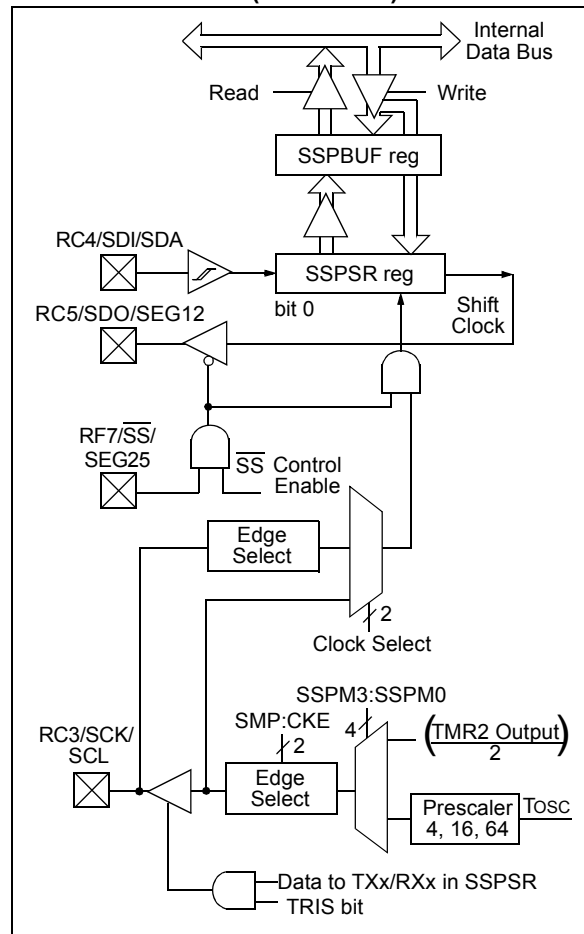 Internal
Data Bus
Read
Write
SSPBUF reg
RC4/SDI/SDA
SSPSR reg
bit 0
Shift
Clock
RC5/SDO/SEG12
RF7/SS/
SEG25
SS Control
Enable
Edge
Select
2
Clock Select
SSPM3:SSPM0
SMP:CKE
4
(TMR2 Output)
2
2
RC3/SCK/
SCL
Edge
Select
Prescaler
4, 16, 64
TOSC
Data to TXx/RXx in SSPSR
TRIS bit